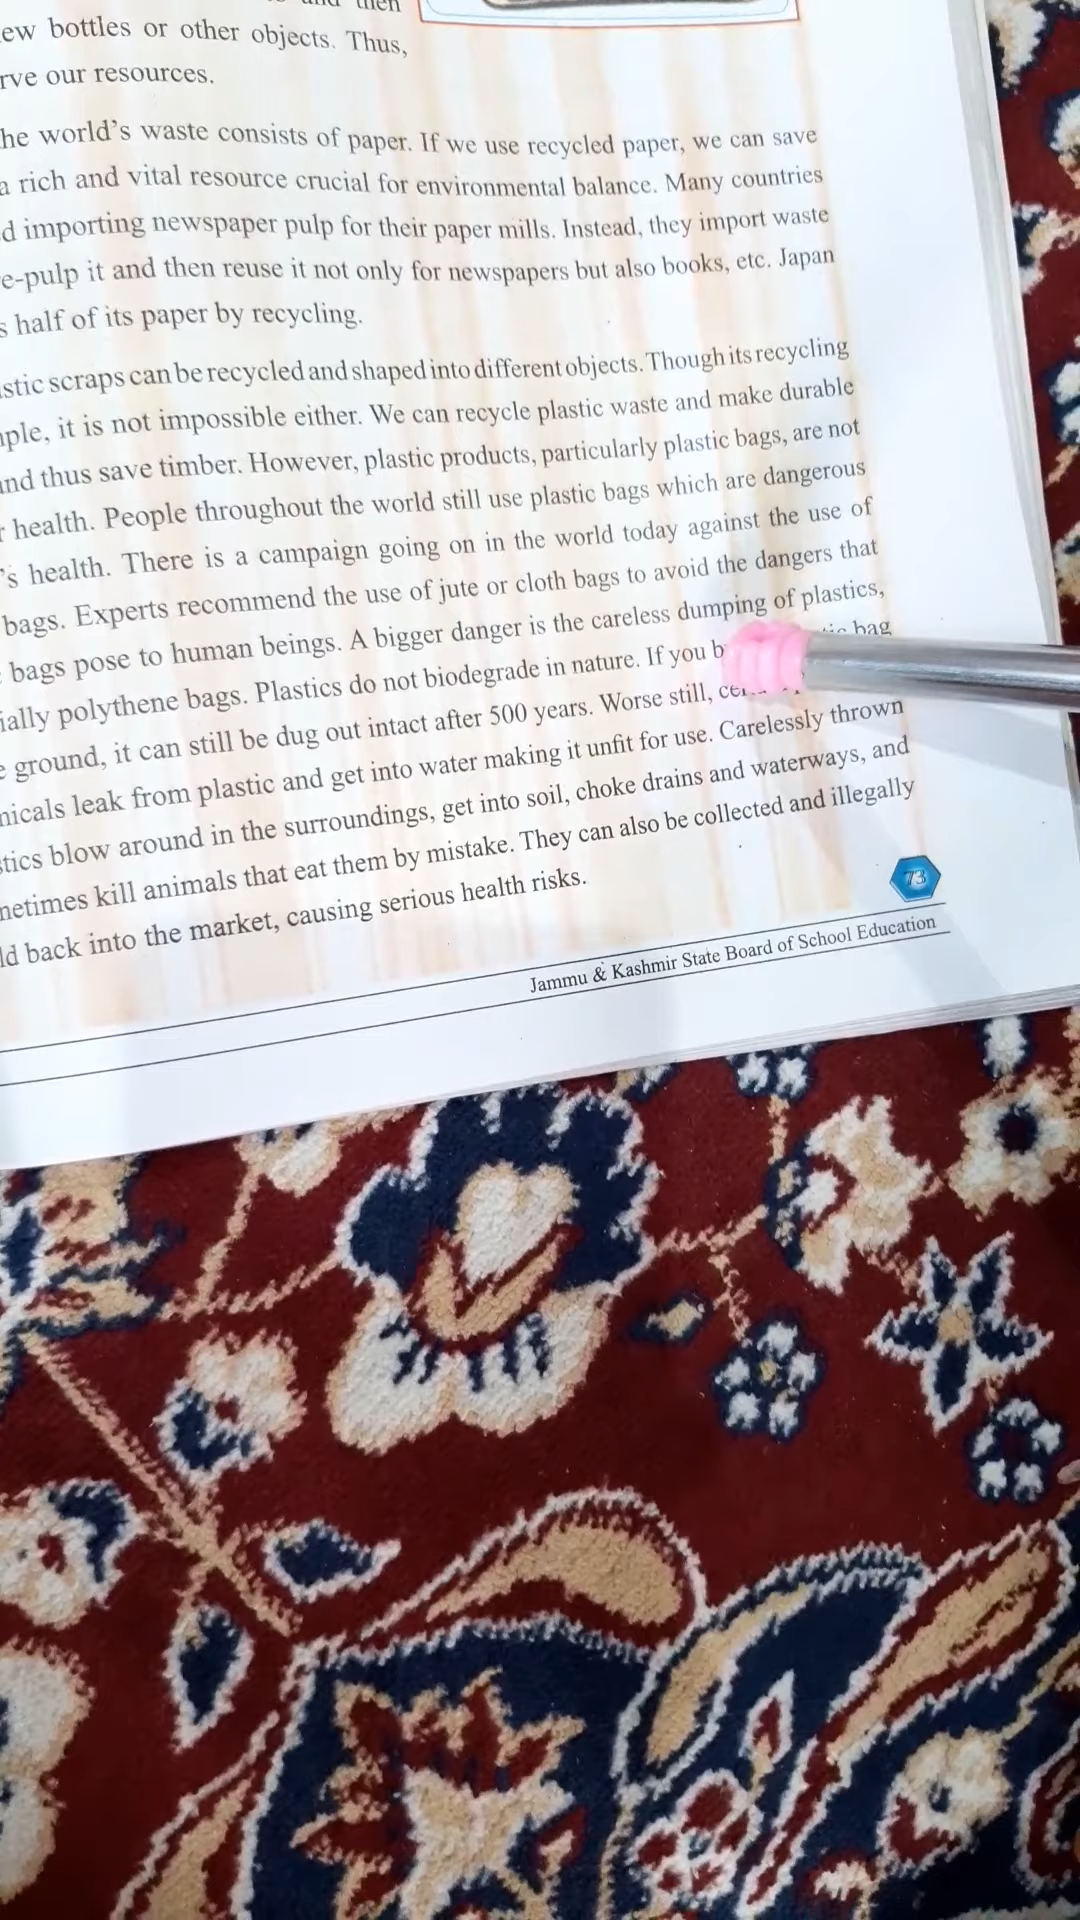 then
ew bottles or other objects. Thus,
rve our resources.
he world's waste consists of paper. If we use recycled paper, we can save
a rich and vital resource crucial for environmental balance. Many countries
d importing newspaper pulp for their paper mills. Instead, they import waste
e-pulp it and then reuse it not only for newspapers but also books, etc. Japan
s half of its paper by recycling.
stic scraps can be recycled and shaped into different objects. Though its recycling
ple, it is not impossible either. We can recycle plastic waste and make durable
and thus save timber. However, plastic products, particularly plastic bags, are not
r health. People throughout the world still use plastic bags which are dangerous
's health. There is a campaign going on in the world today against the use of
bags. Experts recommend the use of jute or cloth bags to avoid the dangers that
bags pose to human beings. A bigger danger is the careless dumping of plastics,
ially polythene bags. Plastics do not biodegrade in nature. If you b tic bag
e ground, it can still be dug out intact after 500 years. Worse still, ce
micals leak from plastic and get into water making it unfit for use. Carelessly thrown
stics blow around in the surroundings, get into soil, choke drains and waterways, and
metimes kill animals that eat them by mistake. They can also be collected and illegally
ld back into the market, causing serious health risks.
73
Jammu & Kashmir State Board of School Education